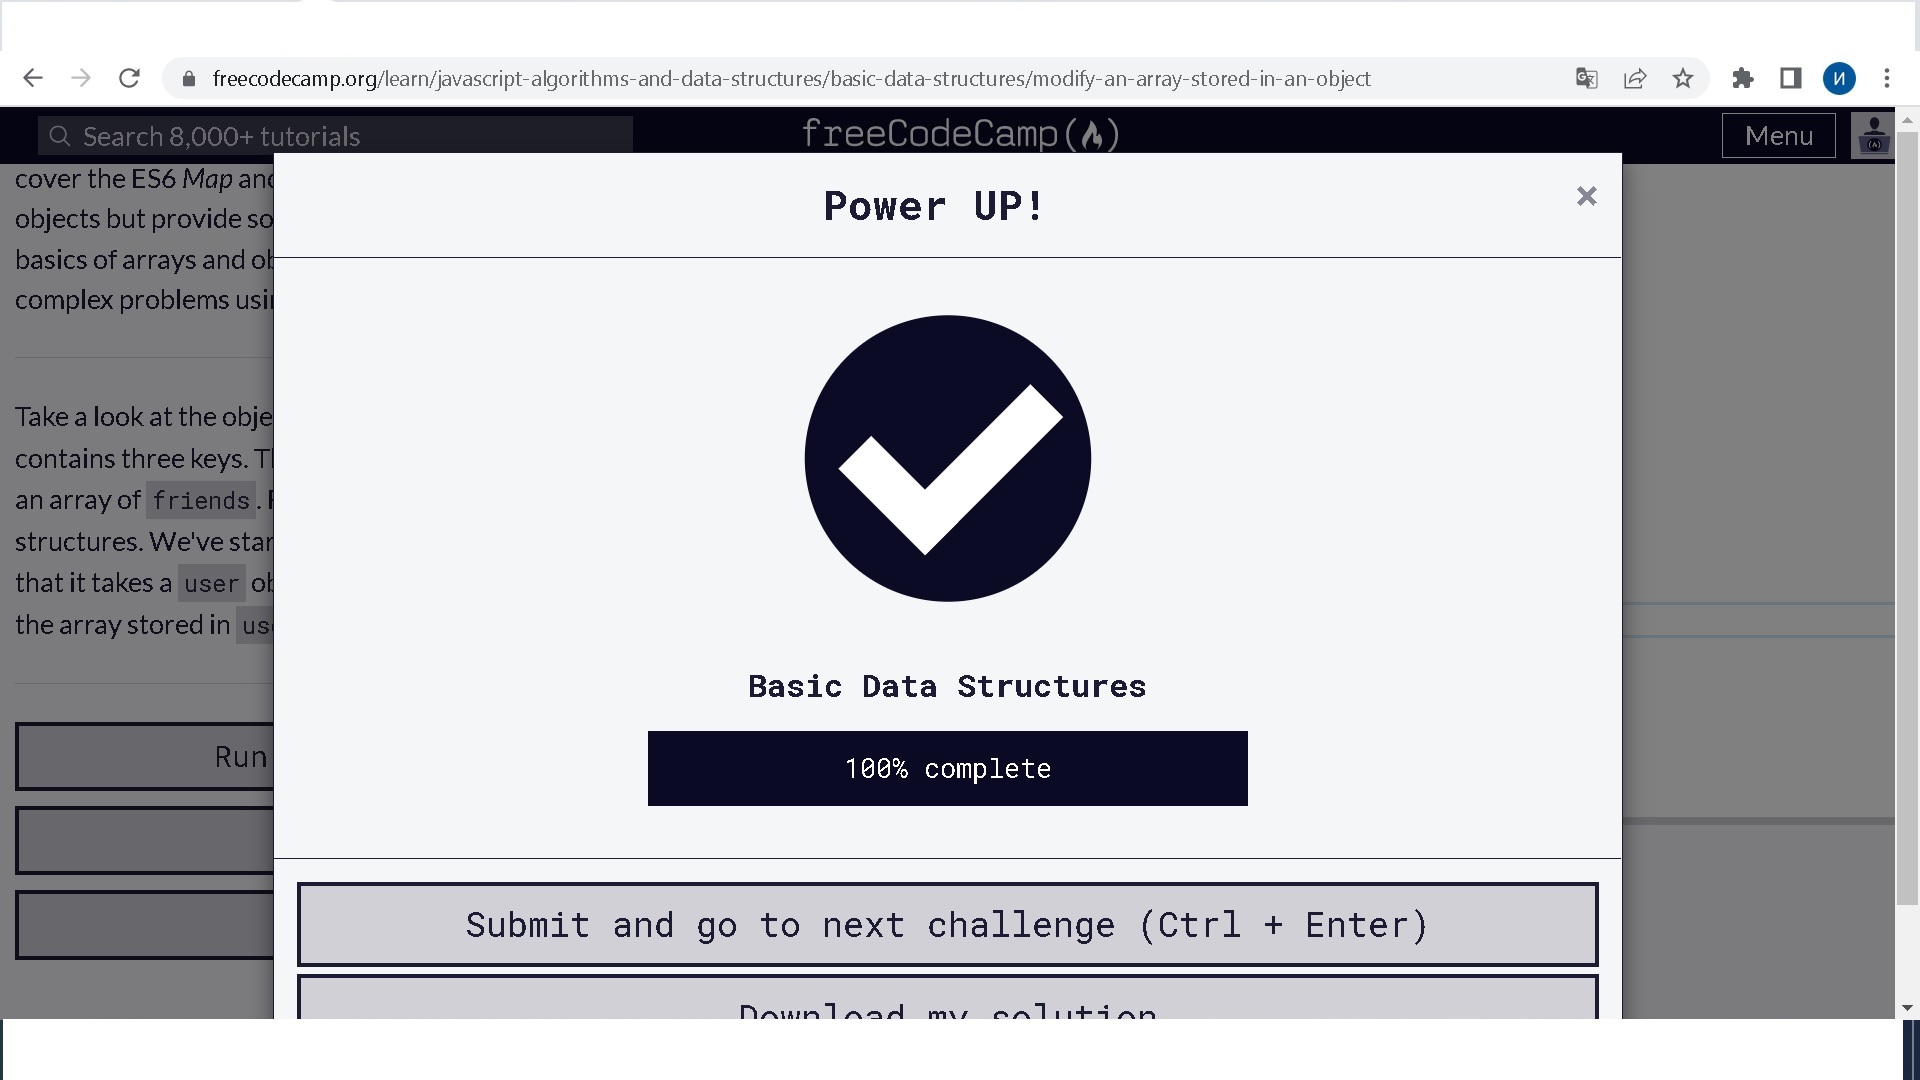 freecodecamp.org/learn/javascript-algorithms-and-data-structures/basic-data-structures/modify-an-array-stored-in-an-object
И
Search 8,000+ tutorials
freeCodeCamp(🔥)
Menu
cover the ES6 Map and
objects but provide so
basics of arrays and ob
complex problems usi
Take a look at the obje
contains three keys. T
an array of friends.
structures. We've star
that it takes a user ob
the array stored in us
Run
Power UP!
×
Basic Data Structures
100% complete
Submit and go to next challenge (Ctrl + Enter)
Download my solution